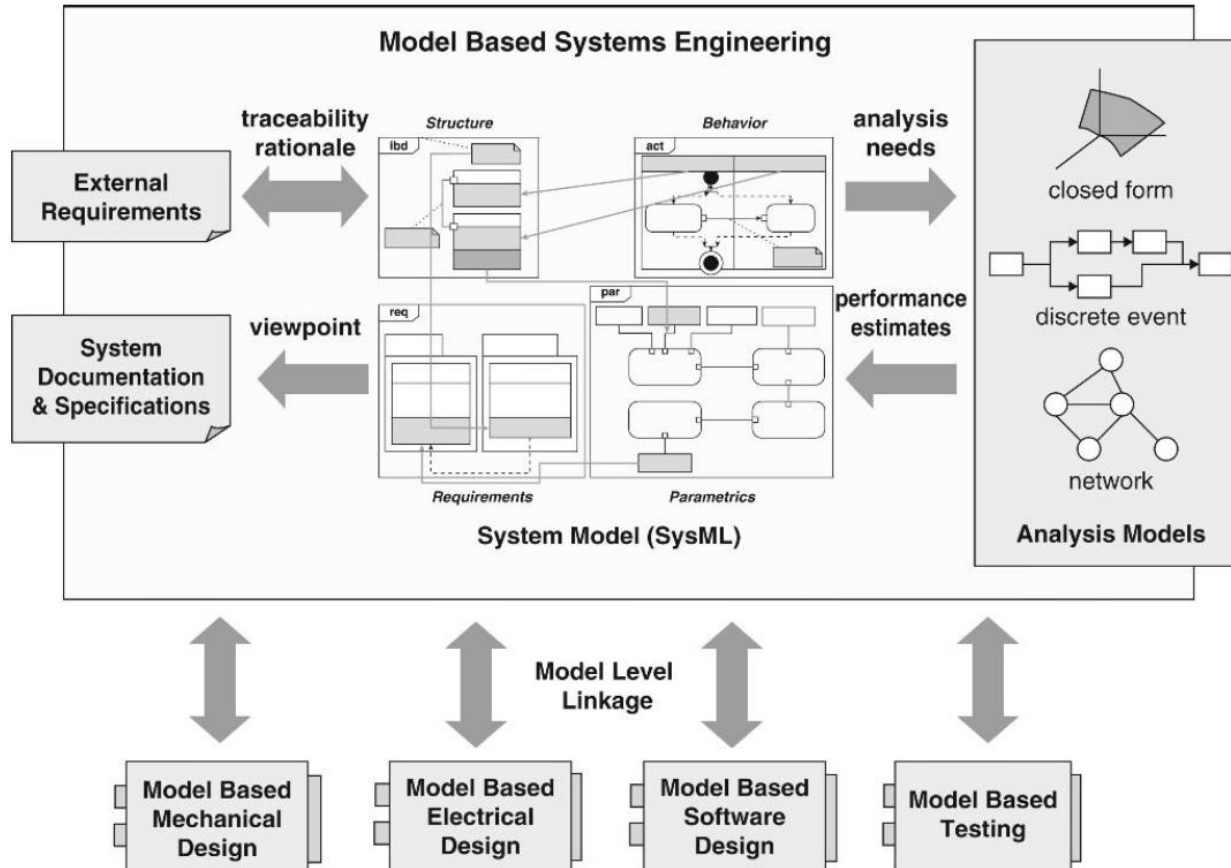 Model Based Systems Engineering
traceability
rationale
Structure
Behavior
analysis
needs
ibd
act
External
Requirements
closed form
par
req
viewpoint
performance
estimates
discrete event
System
Documentation
& Specifications
network
Requirements
Parametrics
System Model (SysML)
Analysis Models
Model Level
Linkage
Model Based
Mechanical
Design
Model Based
Electrical
Design
Model Based
Software
Design
Model Based
Testing